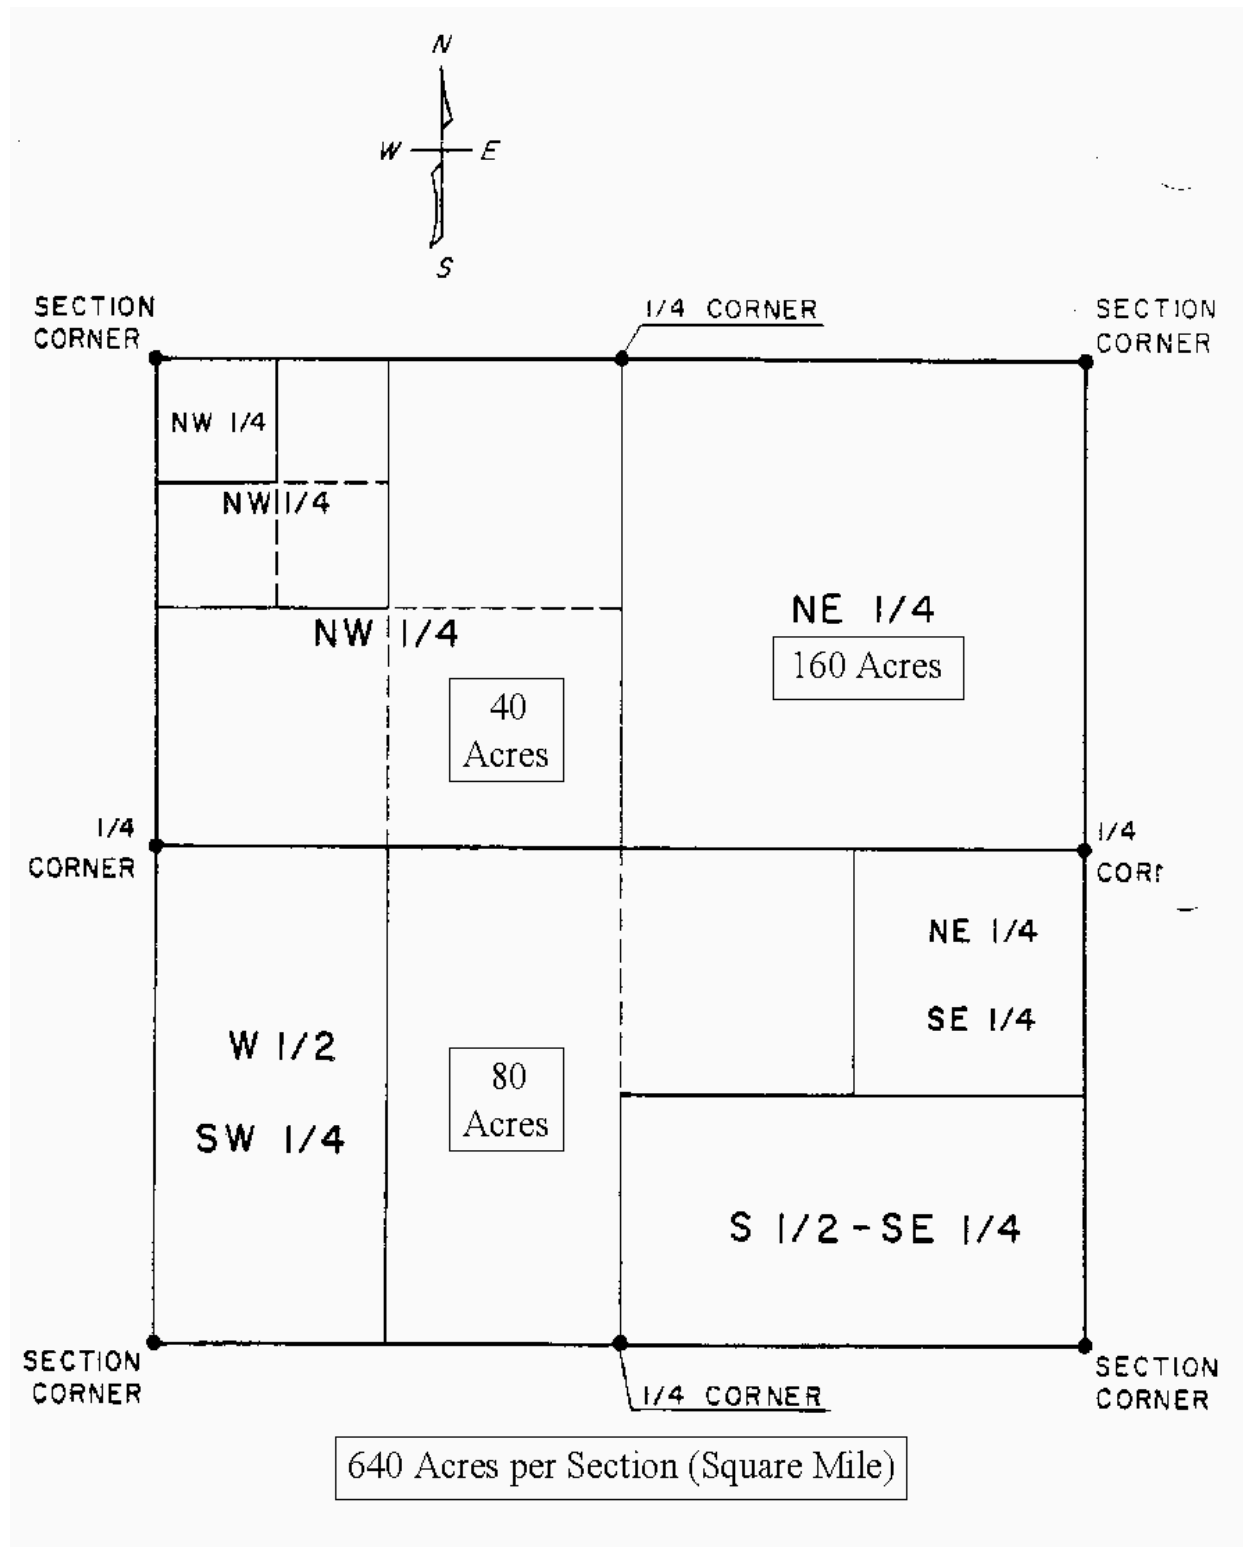 N
W E
S
SECTION
CORNER
1/4 CORNER
SECTION
CORNER
NW 1/4
NW 1/4
NW 1/4
NE 1/4
160 Acres
40
Acres
1/4
CORNER
1/4
COR
NE 1/4
SE 1/4
W 1/2
SW 1/4
80
Acres
S 1/2 - SE 1/4
SECTION
CORNER
1/4 CORNER
SECTION
CORNER
640 Acres per Section (Square Mile)